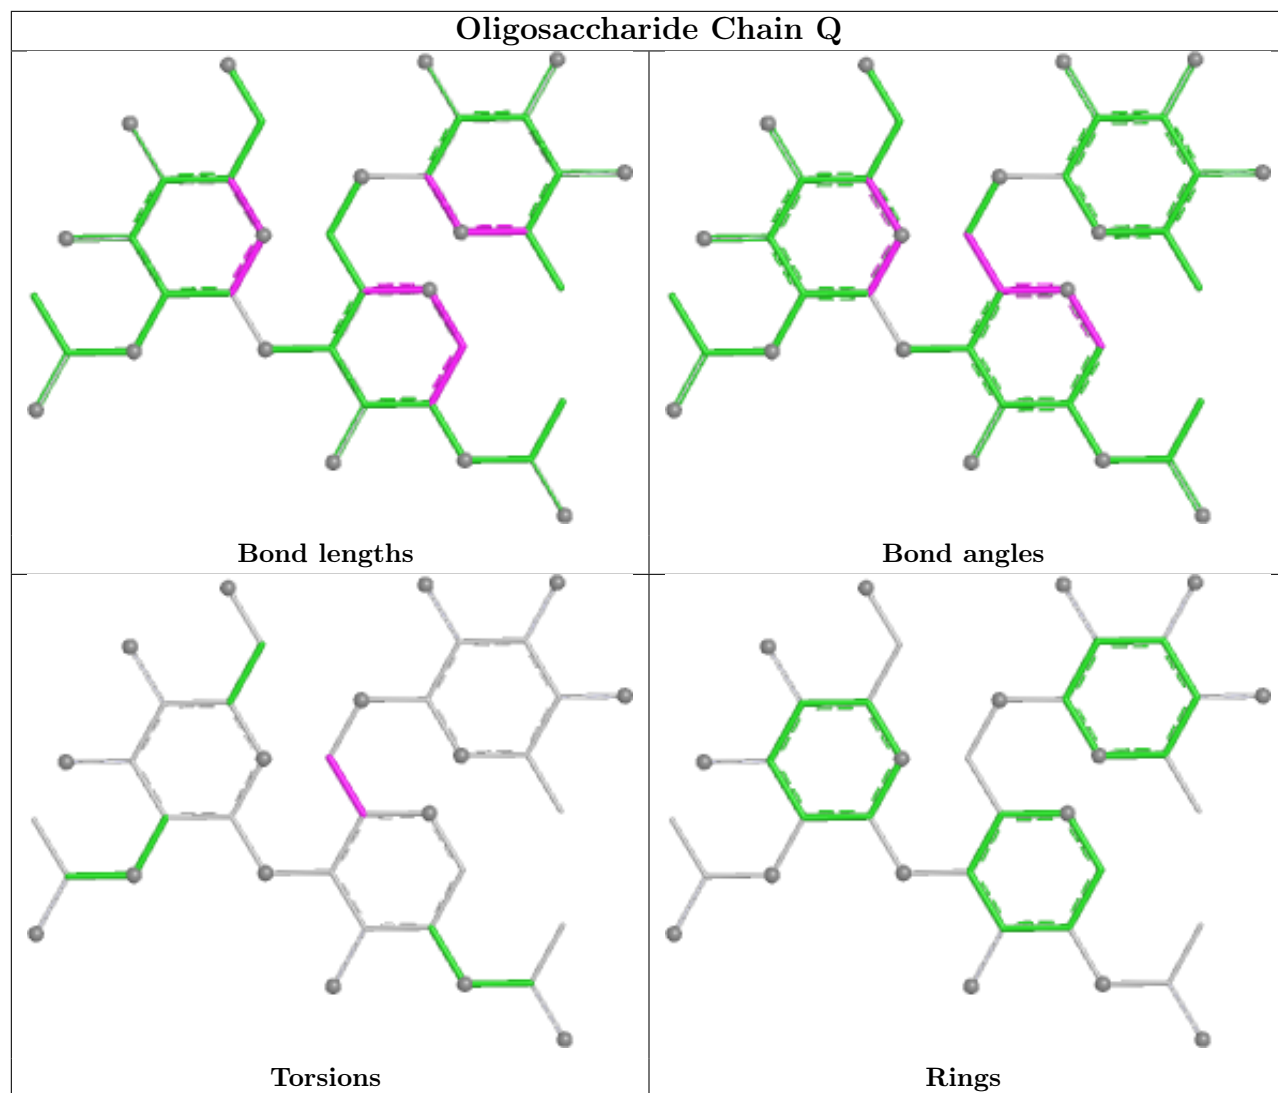 Oligosaccharide Chain Q
Bond lengths
Bond angles
Torsions
Rings